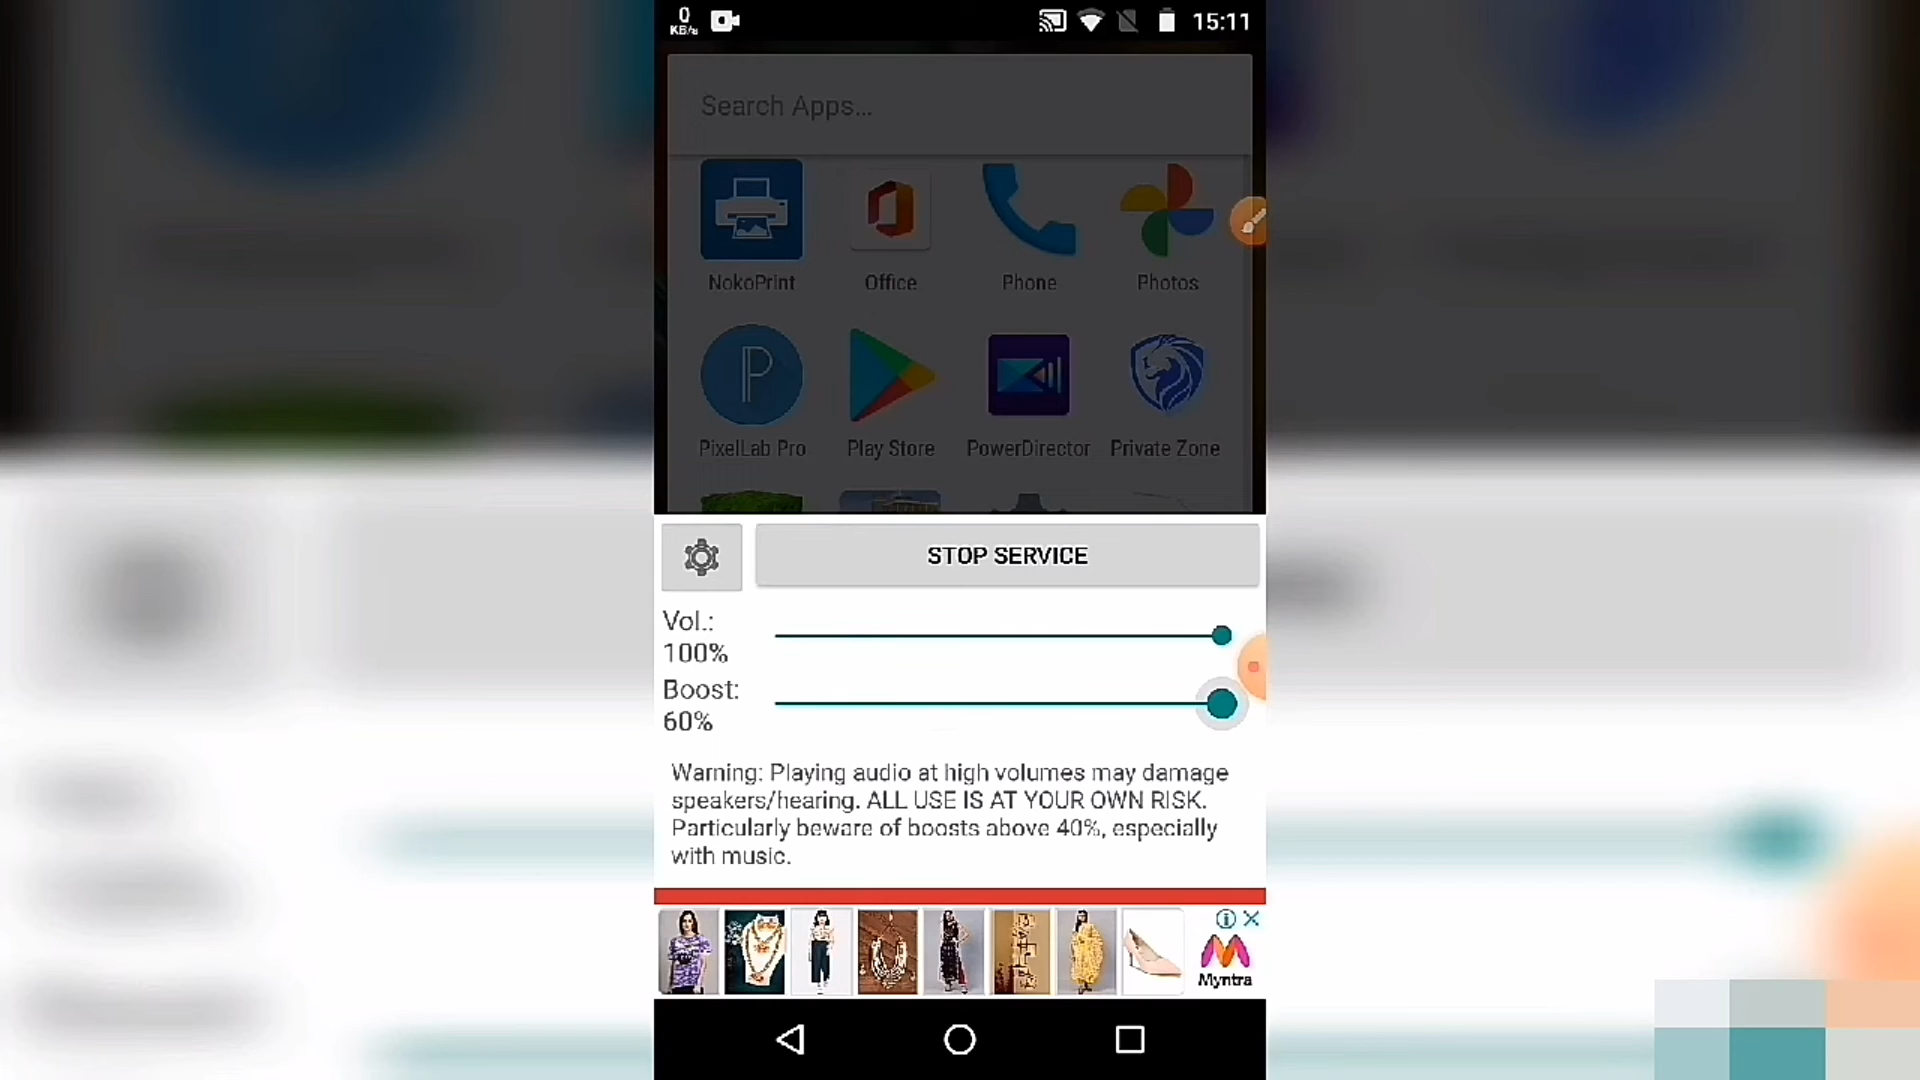 0
KB/s
15:11
Search Apps...
NokoPrint
Office
Phone
Photos
PixelLab Pro
Play Store
PowerDirector
Private Zone
STOP SERVICE
Vol.:
100%
Boost:
60%
Warning: Playing audio at high volumes may damage
speakers/hearing. ALL USE IS AT YOUR OWN RISK.
Particularly beware of boosts above 40%, especially
with music.
Myntra